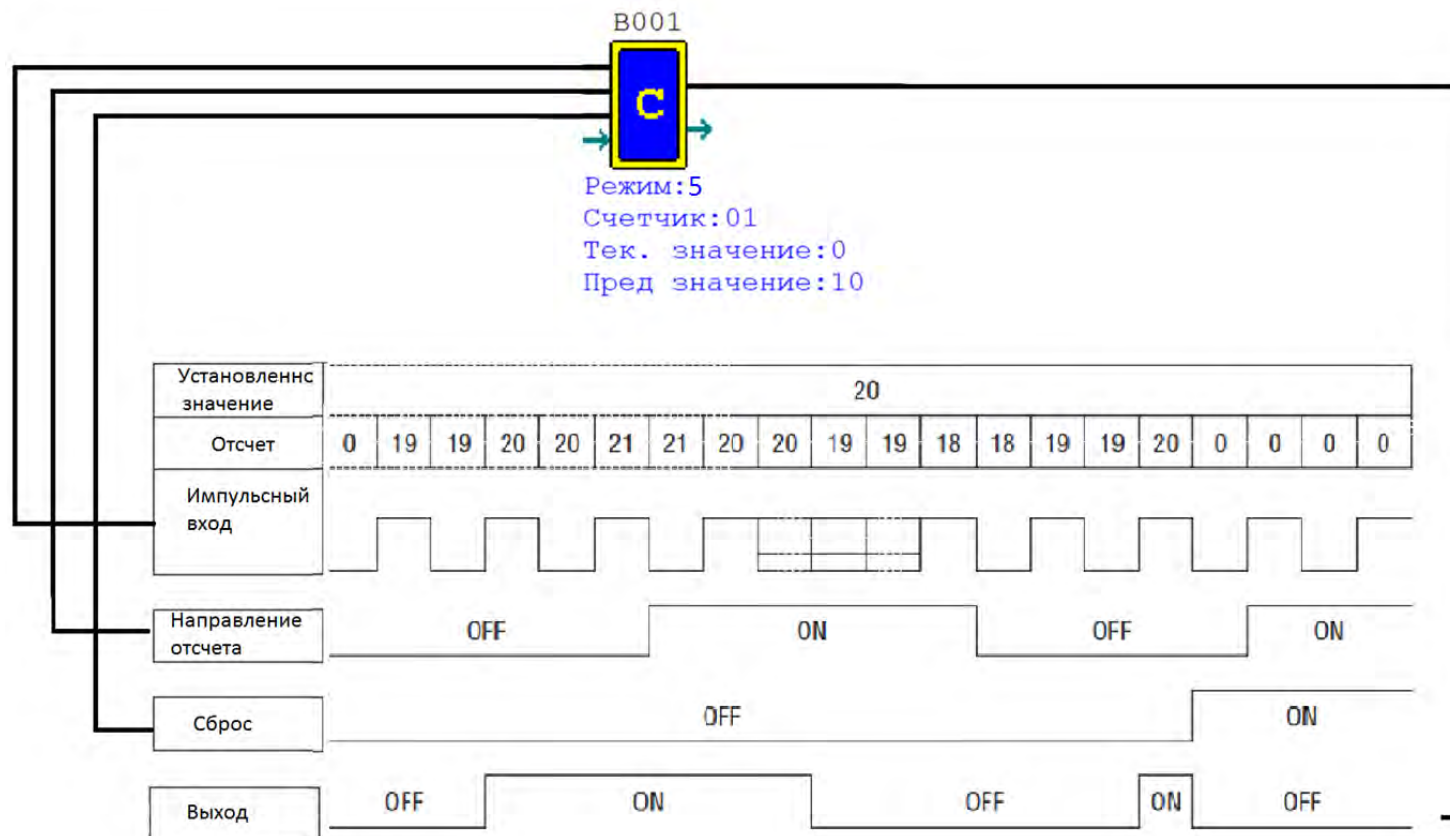 B001
C
Режим:5
Счетчик:01
Тек. значение:0
Пред значение:10
Установленнс
значение
20
Отсчет 0 19 19 20 20 21 21 20 20 19 19 18 18 19 19 20 0 0 0 0
Импульсный
вход
Направление
отсчета
OFF ON OFF ON
Сброс
OFF ON
Выход
OFF ON OFF ON OFF